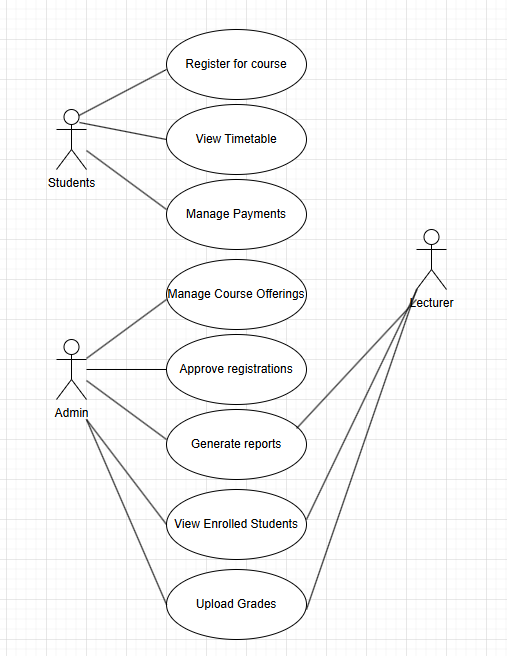 Register for course
View Timetable
Students
Manage Payments
Manage Course Offerings
Lecturer
Approve registrations
Admin
Generate reports
View Enrolled Students
Upload Grades